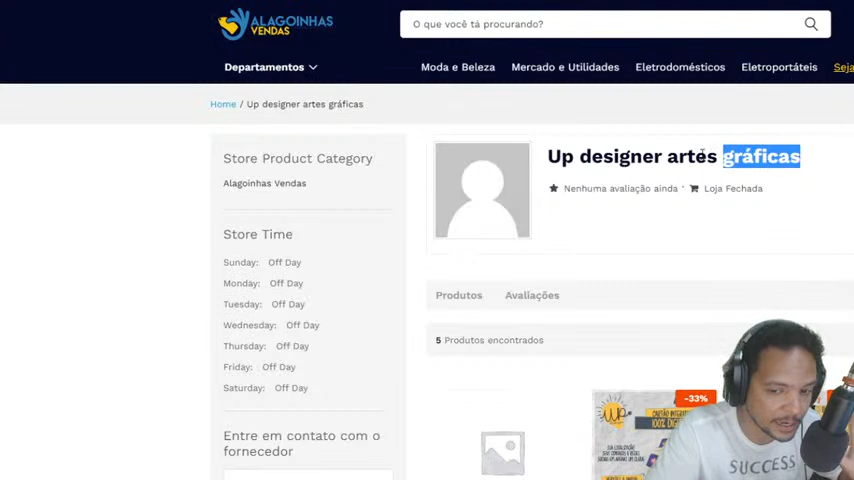 ALAGOINHAS
VENDAS
O que você tá procurando?
Departamentos
Moda e Beleza
Mercado e Utilidades
Eletrodomésticos
Eletroportáteis
Seja
Home / Up designer artes gráficas
Store Product Category
Alagoinhas Vendas
Store Time
Sunday: Off Day
Monday: Off Day
Tuesday: Off Day
Wednesday: Off Day
Thursday: Off Day
Friday: Off Day
Saturday: Off Day
Entre em contato com o
fornecedor
Up designer artes gráficas
Nenhuma avaliação ainda
Loja Fechada
Produtos
Avaliações
5 Produtos encontrados
-33%
UP
CARTÃO
SUCCESS